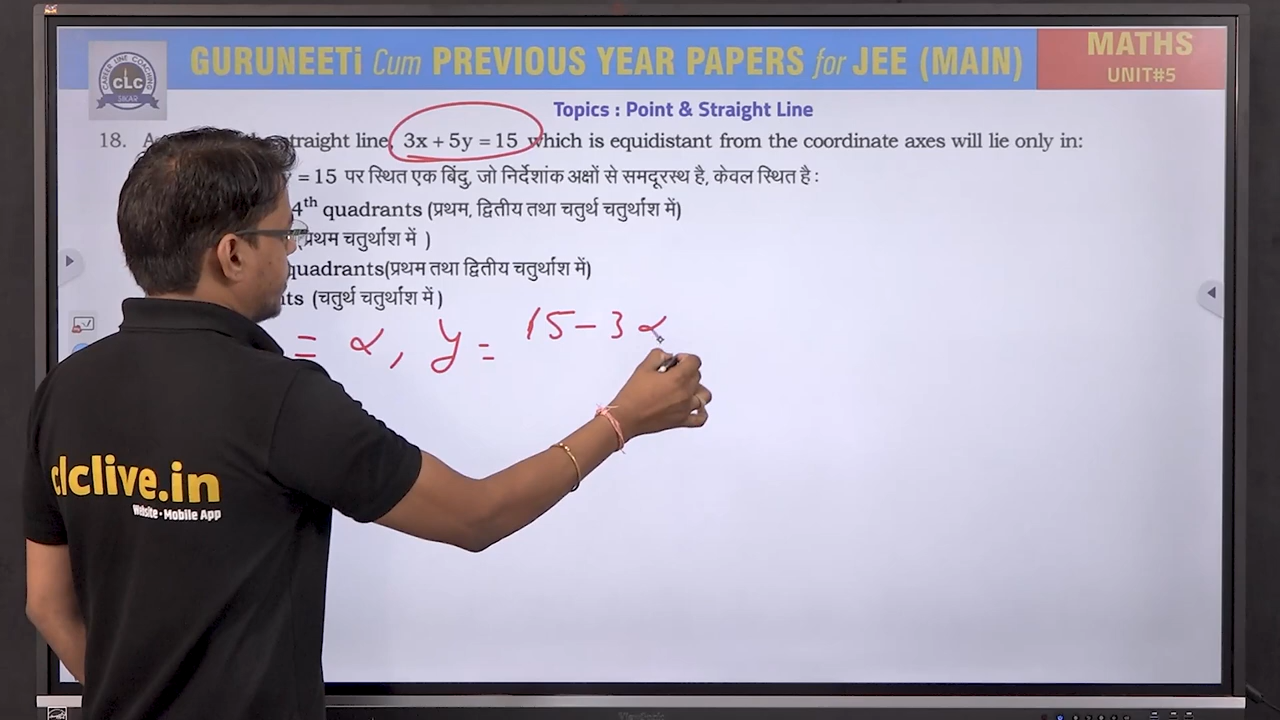 GURUNEETi Cum PREVIOUS YEAR PAPERS for JEE (MAIN)
MATHS
UNIT#5
CLC
SIKAR
Topics : Point & Straight Line
18. straight line, 3x + 5y = 15 which is equidistant from the coordinate axes will lie only in:
y = 15 पर स्थित एक बिंदु, जो निर्देशांक अक्षों से समदूरस्थ है, केवल स्थित है :
4th quadrants (प्रथम, द्वितीय तथा चतुर्थ चतुर्थांश में)
(प्रथम चतुर्थांश में )
quadrants(प्रथम तथा द्वितीय चतुर्थांश में)
(चतुर्थ चतुर्थांश में )
= α, y = 15 - 3α
clclive.in
Website • Mobile App